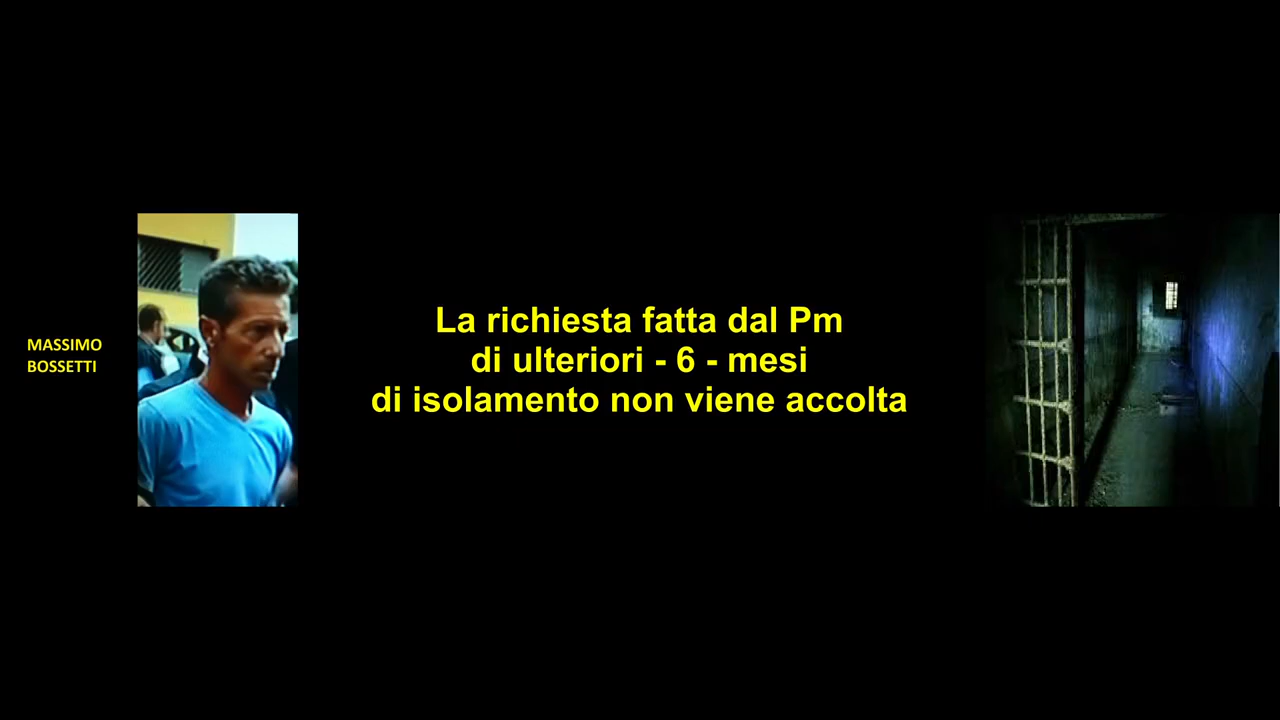 MASSIMO
BOSSETTI
La richiesta fatta dal Pm
di ulteriori - 6 - mesi
di isolamento non viene accolta